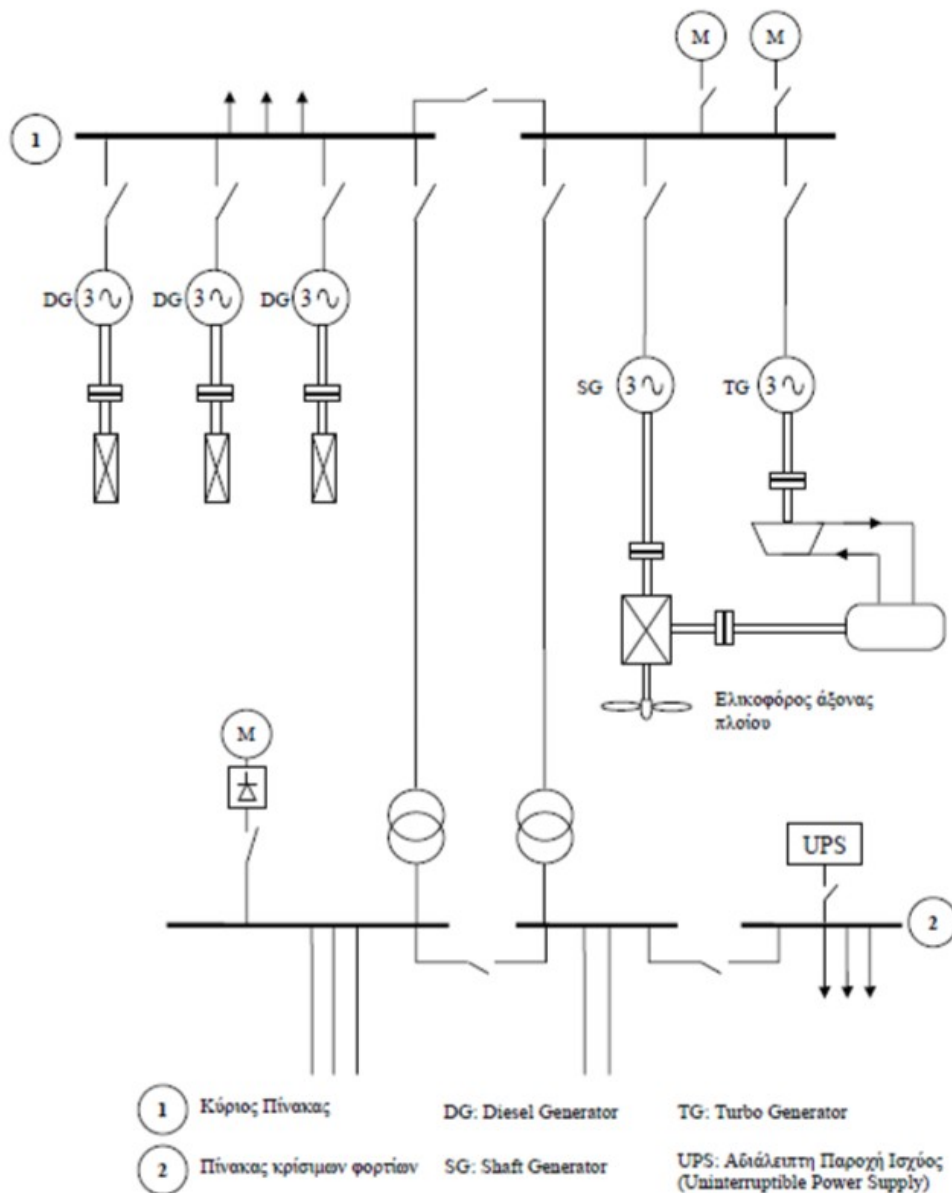 M M
1
DG 3 DG 3 DG 3
SG 3 TG 3
Ελικοφόρος άξονας
πλοίου
M
UPS
2
1 Κύριος Πίνακας DG: Diesel Generator TG: Turbo Generator
2 Πίνακας κρίσιμων φορτίων SG: Shaft Generator UPS: Αδιάλειπτη Παροχή Ισχύος
(Uninterruptible Power Supply)